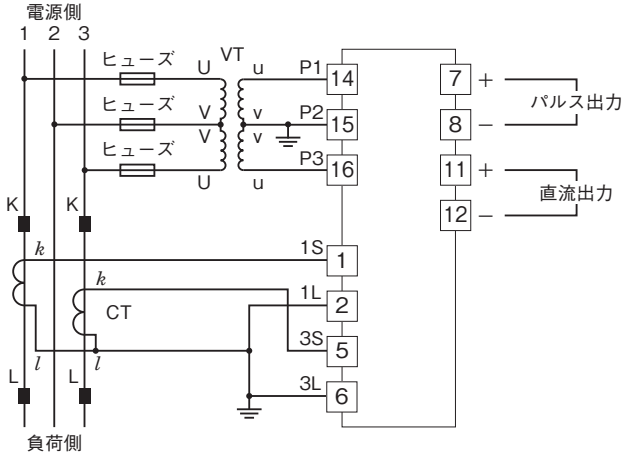 電源側
1 2 3
ヒューズ
ヒューズ
ヒューズ
VT
U u
V v
V v
U u
P1 14
P2 15
P3 16
7 +
8 −
パルス出力
11 +
12 −
直流出力
K K
k
k
CT
l
l
L L
1S 1
1L 2
3S 5
3L 6
負荷側